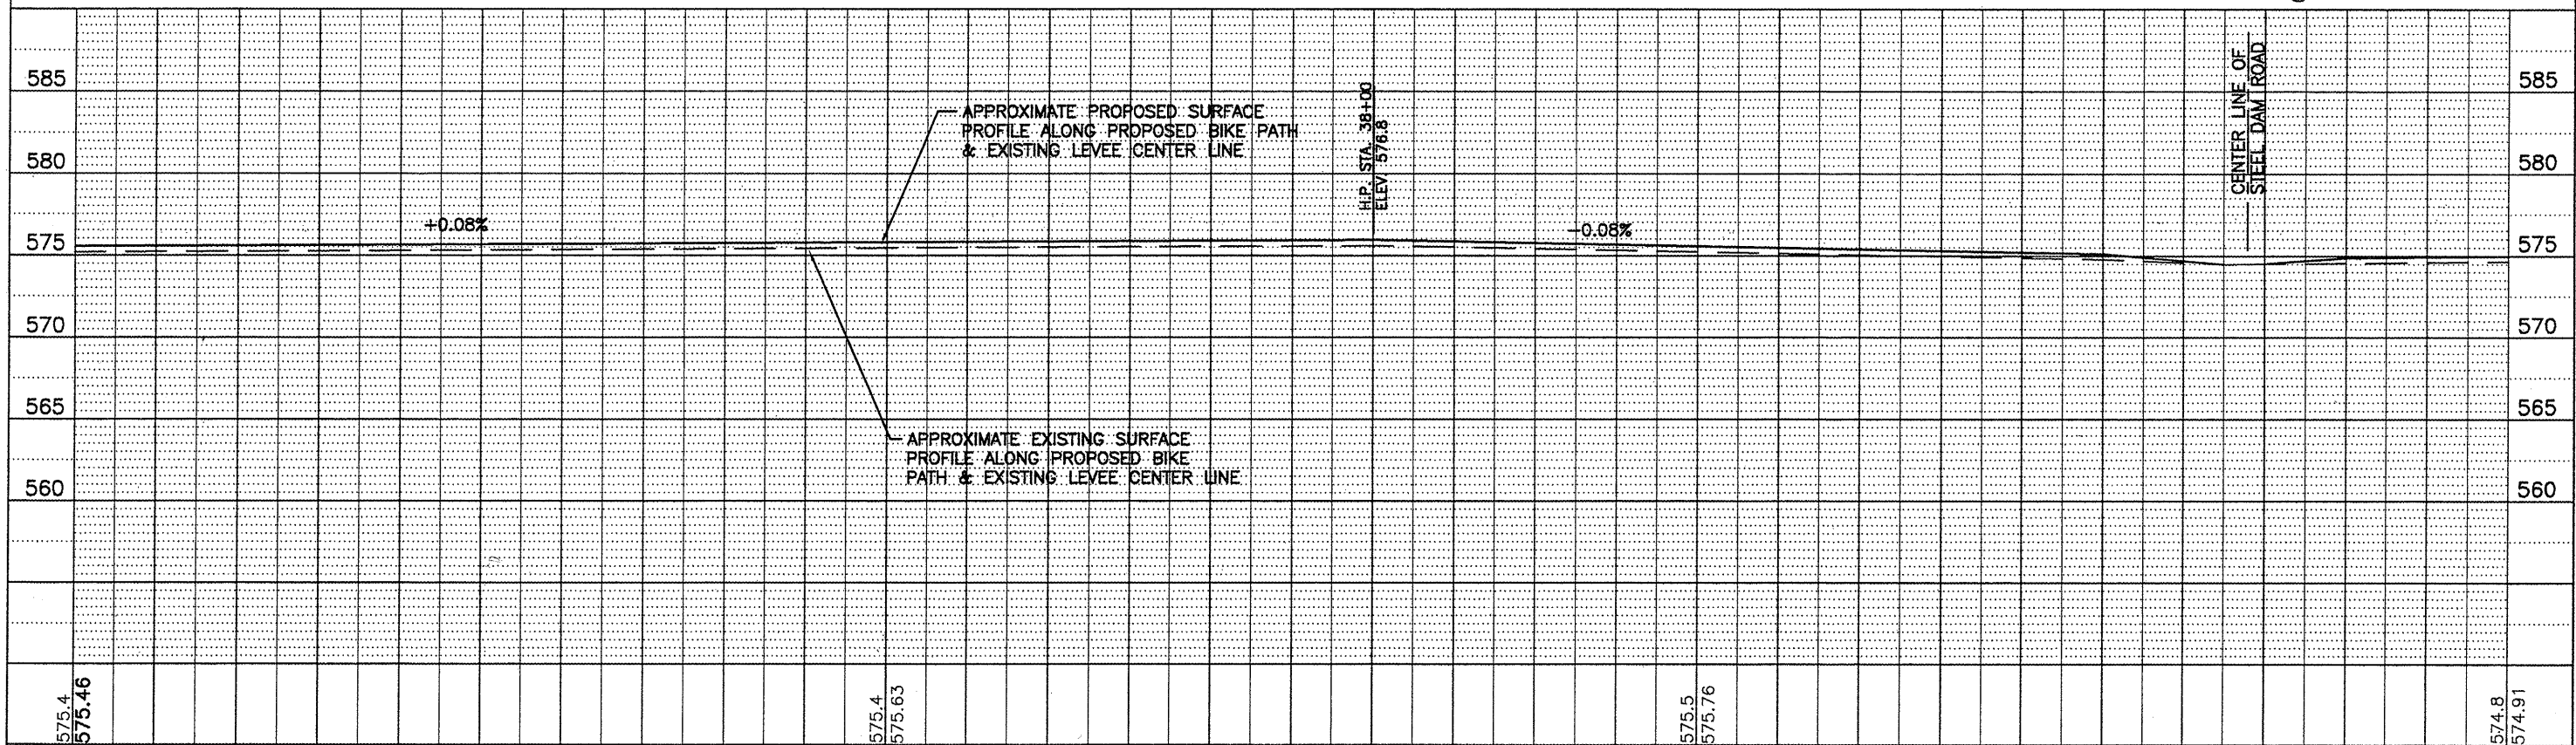 585
580
575
570
565
560
APPROXIMATE PROPOSED SURFACE
PROFILE ALONG PROPOSED BIKE PATH
& EXISTING LEVEE CENTER LINE
H.P. STA. 38+00
ELEV. 576.8
CENTER LINE OF
STEEL DAM ROAD
+0.08%
-0.08%
APPROXIMATE EXISTING SURFACE
PROFILE ALONG PROPOSED BIKE
PATH & EXISTING LEVEE CENTER LINE
585
580
575
570
565
560
575.4
575.46
575.4
575.63
575.5
575.76
574.8
574.91